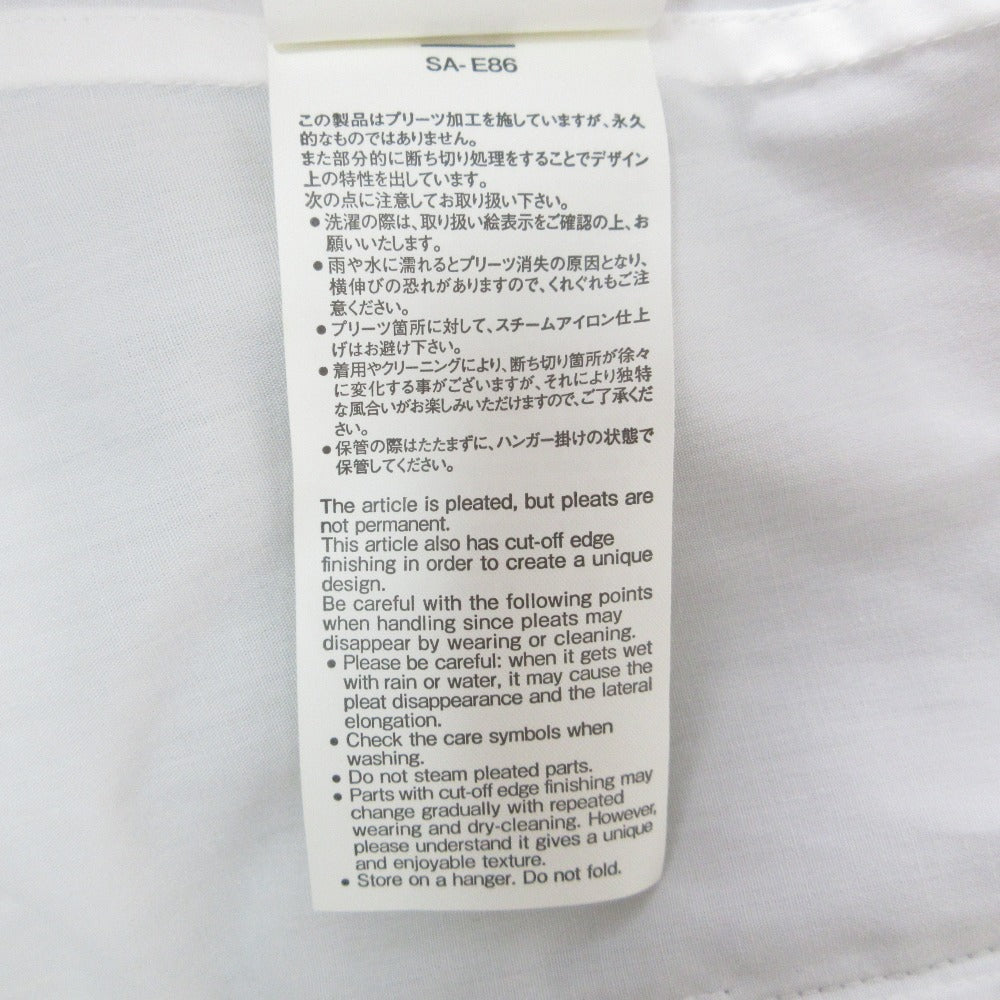 SA- E86
この製品はプリーツ加工を施していますが、永久
的なものではありません。
また部分的に断ち切り処理をすることでデザイン
上の特性を出しています。
次の点に注意してお取り扱い下さい。
●洗濯の際は、取り扱い絵表示をご確認の上、お
願いいたします。
●雨や水に濡れるとプリーツ消失の原因となり、
横伸びの恐れがありますので、くれぐれもご注
意ください。
●プリーツ箇所に対して、スチームアイロン仕上
げはお避け下さい。
●着用やクリーニングにより、断ち切り箇所が徐々
に変化する事がございますが、それにより独特
な風合いがお楽しみいただけますので、ご了承くだ
さい。
●保管の際はたたまずに、ハンガー掛けの状態で
保管してください。
The article is pleated, but pleats are
not permanent.
This article also has cut-off edge
finishing in order to create a unique
design.
Be careful with the following points
when handling since pleats may
disappear by wearing or cleaning.
● Please be careful: when it gets wet
with rain or water, it may cause the
pleat disappearance and the lateral
elongation.
● Check the care symbols when
washing.
● Do not steam pleated parts.
● Parts with cut-off edge finishing may
change gradually with repeated
wearing and dry-cleaning. However,
please understand it gives a unique
and enjoyable texture.
● Store on a hanger. Do not fold.